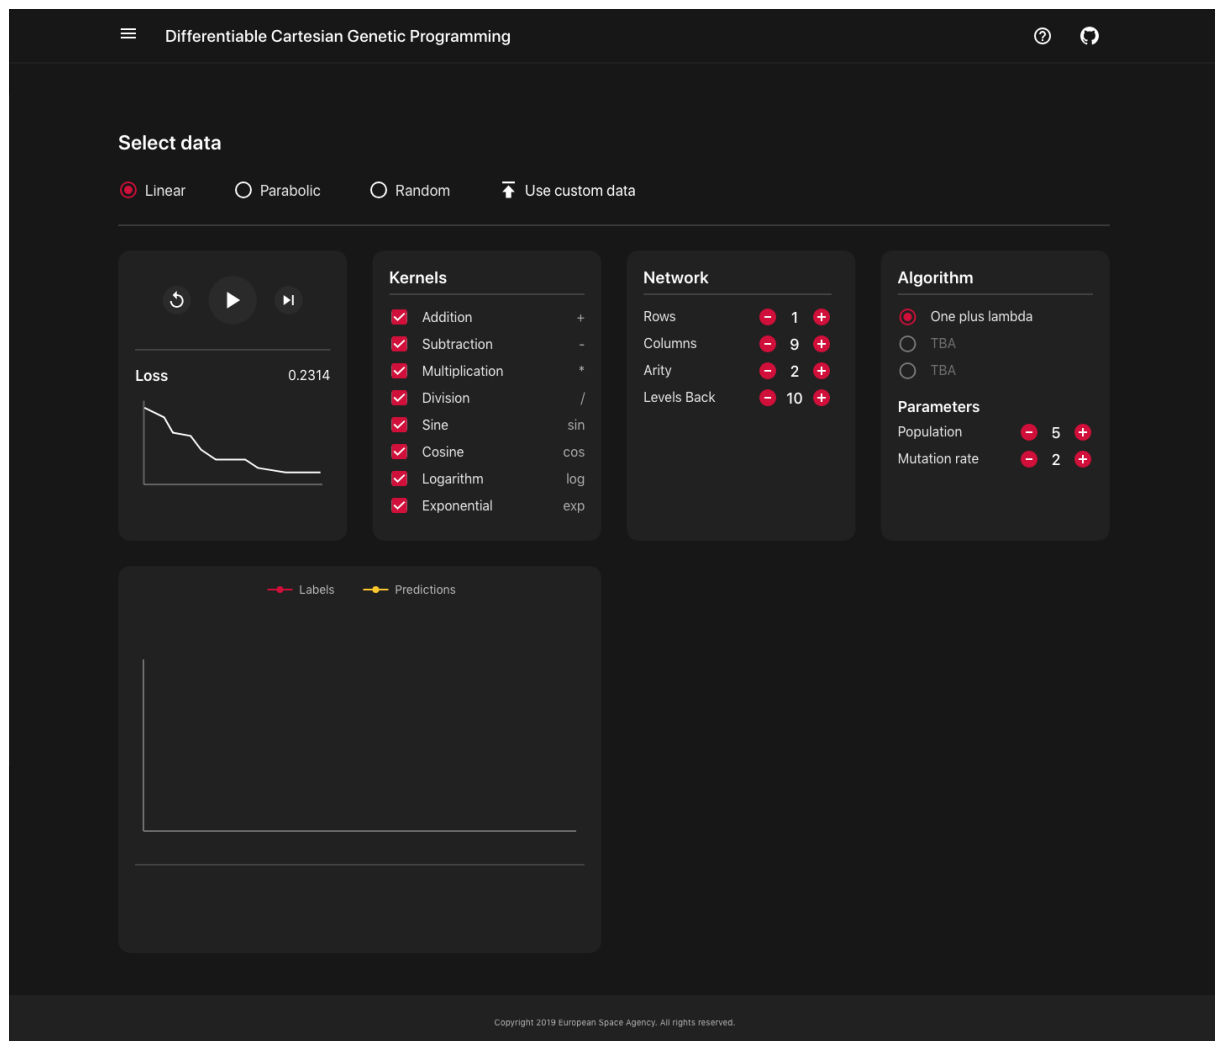 Differentiable Cartesian Genetic Programming
Select data
Linear
Parabolic
Random
Use custom data
Loss 0.2314
Kernels
Addition +
Subtraction -
Multiplication *
Division /
Sine sin
Cosine cos
Logarithm log
Exponential exp
Network
Rows 1
Columns 9
Arity 2
Levels Back 10
Algorithm
One plus lambda
TBA
TBA
Parameters
Population 5
Mutation rate 2
Labels
Predictions
Copyright 2019 European Space Agency. All rights reserved.